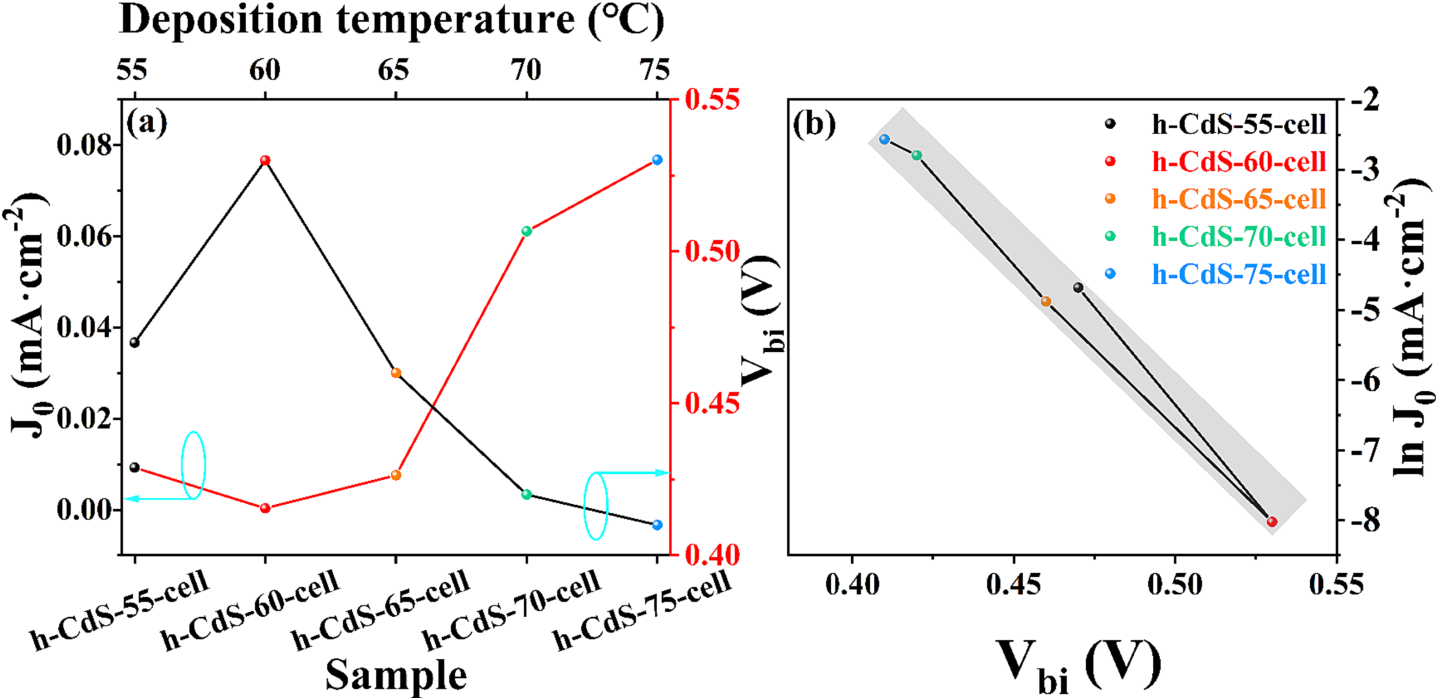 Deposition temperature (°C)
55 60 65 70 75
(a)
J0 (mA·cm-2)
0.08
0.06
0.04
0.02
0.00
0.55
0.50
0.45
0.40
Vbi (V)
h-CdS-55-cell
h-CdS-60-cell
h-CdS-65-cell
h-CdS-70-cell
h-CdS-75-cell
Sample
(b)
h-CdS-55-cell
h-CdS-60-cell
h-CdS-65-cell
h-CdS-70-cell
h-CdS-75-cell
-2
-3
-4
-5
-6
-7
-8
ln J0 (mA·cm-2)
0.40 0.45 0.50 0.55
Vbi (V)